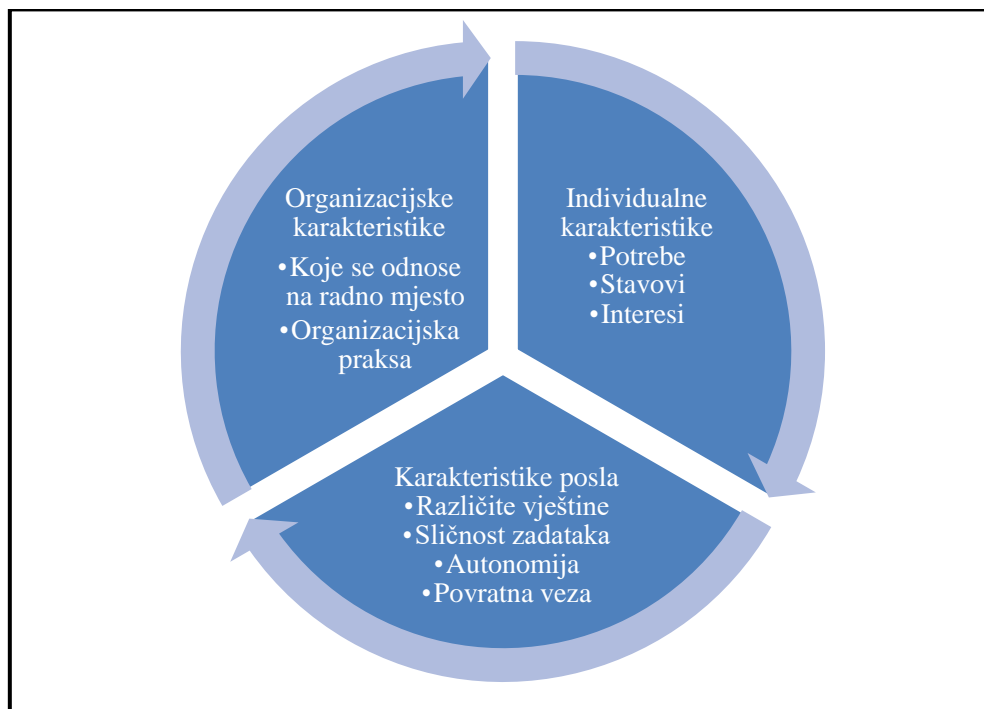 Organizacijske
karakteristike
•Koje se odnose
na radno mjesto
•Organizacijska
praksa
Individualne
karakteristike
•Potrebe
•Stavovi
•Interesi
Karakteristike posla
•Različite vještine
•Sličnost zadataka
•Autonomija
•Povratna veza